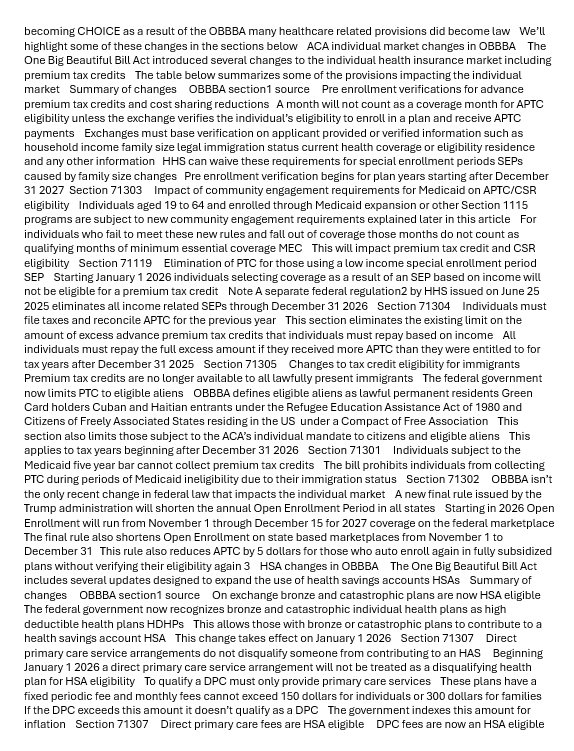 becoming CHOICE as a result of the OBBBA many healthcare related provisions did become law We’ll
highlight some of these changes in the sections below ACA individual market changes in OBBBA The
One Big Beautiful Bill Act introduced several changes to the individual health insurance market including
premium tax credits The table below summarizes some of the provisions impacting the individual
market Summary of changes OBBBA section1 source Pre enrollment verifications for advance
premium tax credits and cost sharing reductions A month will not count as a coverage month for APTC
eligibility unless the exchange verifies the individual’s eligibility to enroll in a plan and receive APTC
payments Exchanges must base verification on applicant provided or verified information such as
household income family size legal immigration status current health coverage or eligibility residence
and any other information HHS can waive these requirements for special enrollment periods SEPs
caused by family size changes Pre enrollment verification begins for plan years starting after December
31 2027 Section 71303 Impact of community engagement requirements for Medicaid on APTC/CSR
eligibility Individuals aged 19 to 64 and enrolled through Medicaid expansion or other Section 1115
programs are subject to new community engagement requirements explained later in this article For
individuals who fail to meet these new rules and fall out of coverage those months do not count as
qualifying months of minimum essential coverage MEC This will impact premium tax credit and CSR
eligibility Section 71119 Elimination of PTC for those using a low income special enrollment period
SEP Starting January 1 2026 individuals selecting coverage as a result of an SEP based on income will
not be eligible for a premium tax credit Note A separate federal regulation2 by HHS issued on June 25
2025 eliminates all income related SEPs through December 31 2026 Section 71304 Individuals must
file taxes and reconcile APTC for the previous year This section eliminates the existing limit on the
amount of excess advance premium tax credits that individuals must repay based on income All
individuals must repay the full excess amount if they received more APTC than they were entitled to for
tax years after December 31 2025 Section 71305 Changes to tax credit eligibility for immigrants
Premium tax credits are no longer available to all lawfully present immigrants The federal government
now limits PTC to eligible aliens OBBBA defines eligible aliens as lawful permanent residents Green
Card holders Cuban and Haitian entrants under the Refugee Education Assistance Act of 1980 and
Citizens of Freely Associated States residing in the US under a Compact of Free Association This
section also limits those subject to the ACA’s individual mandate to citizens and eligible aliens This
applies to tax years beginning after December 31 2026 Section 71301 Individuals subject to the
Medicaid five year bar cannot collect premium tax credits The bill prohibits individuals from collecting
PTC during periods of Medicaid ineligibility due to their immigration status Section 71302 OBBBA isn’t
the only recent change in federal law that impacts the individual market A new final rule issued by the
Trump administration will shorten the annual Open Enrollment Period in all states Starting in 2026 Open
Enrollment will run from November 1 through December 15 for 2027 coverage on the federal marketplace
The final rule also shortens Open Enrollment on state based marketplaces from November 1 to
December 31 This rule also reduces APTC by 5 dollars for those who auto enroll again in fully subsidized
plans without verifying their eligibility again 3 HSA changes in OBBBA The One Big Beautiful Bill Act
includes several updates designed to expand the use of health savings accounts HSAs Summary of
changes OBBBA section1 source On exchange bronze and catastrophic plans are now HSA eligible
The federal government now recognizes bronze and catastrophic individual health plans as high
deductible health plans HDHPs This allows those with bronze or catastrophic plans to contribute to a
health savings account HSA This change takes effect on January 1 2026 Section 71307 Direct
primary care service arrangements do not disqualify someone from contributing to an HAS Beginning
January 1 2026 a direct primary care service arrangement will not be treated as a disqualifying health
plan for HSA eligibility To qualify a DPC must only provide primary care services These plans have a
fixed periodic fee and monthly fees cannot exceed 150 dollars for individuals or 300 dollars for families
If the DPC exceeds this amount it doesn’t qualify as a DPC The government indexes this amount for
inflation Section 71307 Direct primary care fees are HSA eligible DPC fees are now an HSA eligible